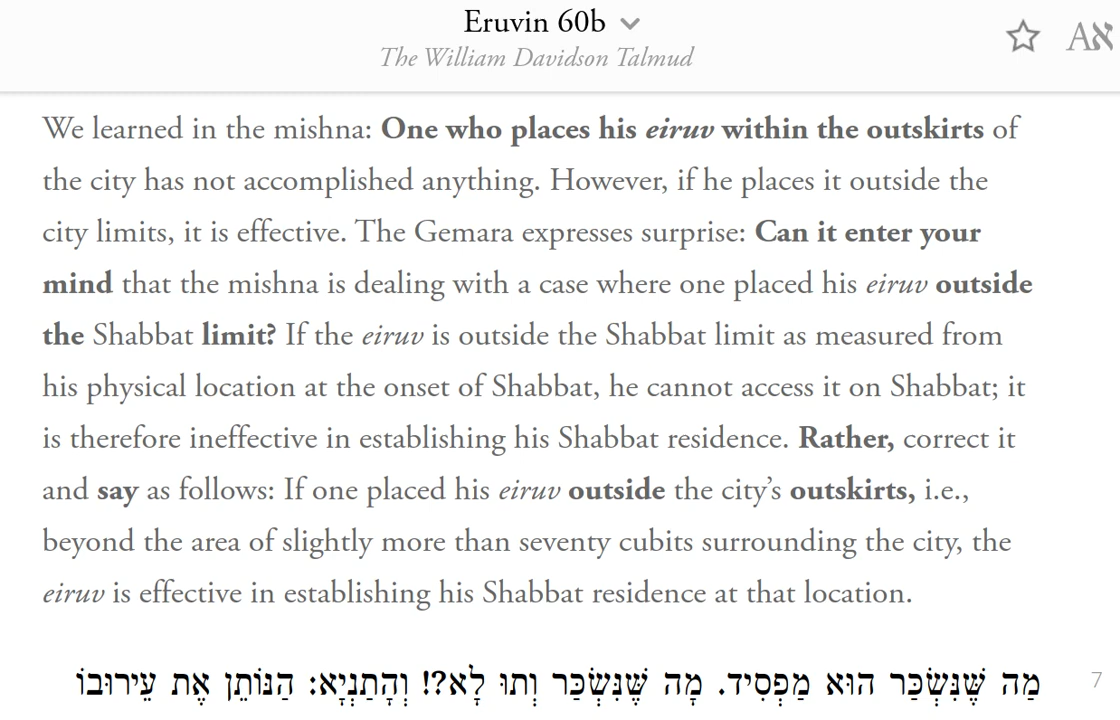 Eruvin 60b
The William Davidson Talmud
Aא
We learned in the mishna: One who places his eiruv within the outskirts of
the city has not accomplished anything. However, if he places it outside the
city limits, it is effective. The Gemara expresses surprise: Can it enter your
mind that the mishna is dealing with a case where one placed his eiruv outside
the Shabbat limit? If the eiruv is outside the Shabbat limit as measured from
his physical location at the onset of Shabbat, he cannot access it on Shabbat; it
is therefore ineffective in establishing his Shabbat residence. Rather, correct it
and say as follows: If one placed his eiruv outside the city’s outskirts, i.e.,
beyond the area of slightly more than seventy cubits surrounding the city, the
eiruv is effective in establishing his Shabbat residence at that location.
7
מַה שֶּׁנִּשְׂכַּר הוּא מַפְסִיד. מָה שֶּׁנִּשְׂכַּר וְתוּ לָא?! וְהָתַנְיָא: הַנּוֹתֵן אֶת עֵירוּבוֹ